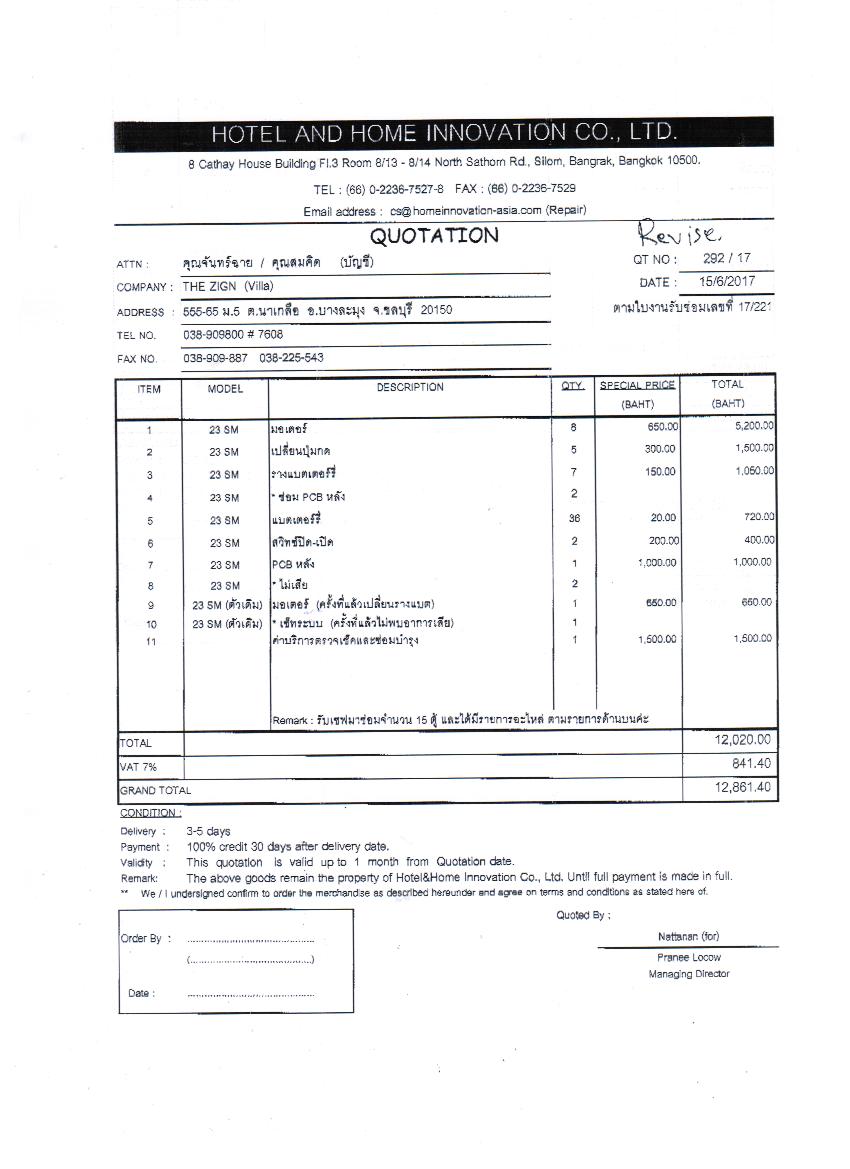 HOTEL AND HOME INNOVATION CO., LTD.
8 Cathay House Building Fl.3 Room 8/13 - 8/14 North Sathorn Rd., Silom, Bangrak, Bangkok 10500.
TEL : (66) 0-2236-7527-8 FAX : (66) 0-2236-7529
Email address : cs@homeinnovation-asia.com (Repair)
QUOTATION Revise.
ATTN : คุณจันทร์ฉาย / คุณสมคิด (บัญชี) QT NO : 292 / 17
COMPANY : THE ZIGN (Villa) DATE : 15/6/2017
ADDRESS : 555-65 ม.5 ต.นาเกลือ อ.บางละมุง จ.ชลบุรี 20150 ตามใบงานรับซ่อมเลขที่ 17/221
TEL NO. 038-909800 # 7608
FAX NO. 038-909-887 038-225-543
ITEM MODEL DESCRIPTION QTY. SPECIAL PRICE TOTAL
(BAHT) (BAHT)
1 23 SM มอเตอร์ 8 650.00 5,200.00
2 23 SM เปลี่ยนปุ่มกด 5 300.00 1,500.00
3 23 SM รางแบตเตอร์รี่ 7 150.00 1,050.00
4 23 SM * ซ่อม PCB หลัง 2
5 23 SM แบตเตอร์รี่ 36 20.00 720.00
6 23 SM สวิทซ์ปิด-เปิด 2 200.00 400.00
7 23 SM PCB หลัง 1 1,000.00 1,000.00
8 23 SM * ไม่เสีย 2
9 23 SM (ตัวเดิม) มอเตอร์ (ครั้งที่แล้วเปลี่ยนรางแบต) 1 650.00 650.00
10 23 SM (ตัวเดิม) * เซ็ทระบบ (ครั้งที่แล้วไม่พบอาการเสีย) 1
11 ค่าบริการตรวจเช็คและซ่อมบำรุง 1 1,500.00 1,500.00
Remark : รับเซฟมาซ่อมจำนวน 15 ตู้ และได้มีรายการอะไหล่ ตามรายการด้านบนค่ะ
TOTAL 12,020.00
VAT 7% 841.40
GRAND TOTAL 12,861.40
CONDITION :
Delivery : 3-5 days
Payment : 100% credit 30 days after delivery date.
Validity : This quotation is valid up to 1 month from Quotation date.
Remark: The above goods remain the property of Hotel&Home Innovation Co., Ltd. Until full payment is made in full.
** We / I undersigned confirm to order the merchandise as described hereunder and agree on terms and conditions as stated here of.
Quoted By :
Order By : ........................................
(........................................)
Date : ........................................
Nattanan (for)
Pranee Locow
Managing Director